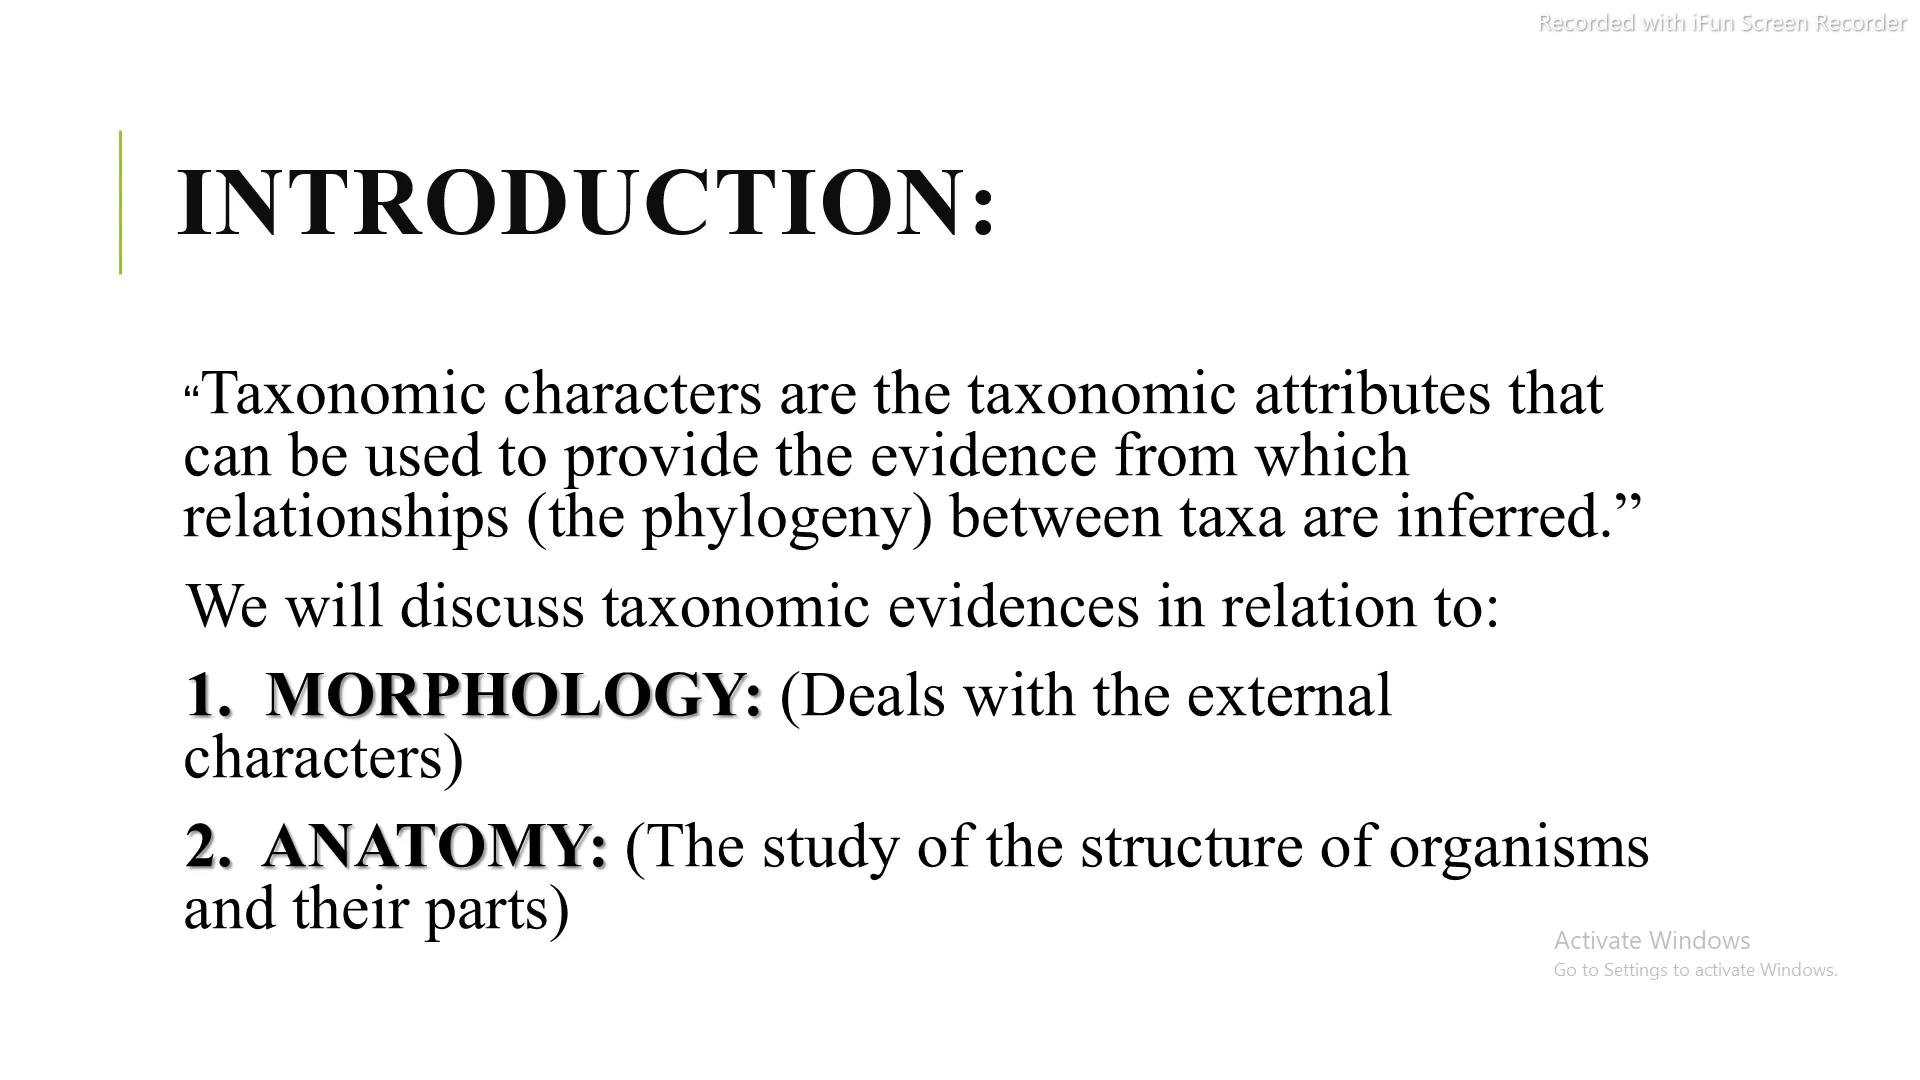 Recorded with iFun Screen Recorder
INTRODUCTION:
“Taxonomic characters are the taxonomic attributes that
can be used to provide the evidence from which
relationships (the phylogeny) between taxa are inferred.”
We will discuss taxonomic evidences in relation to:
1. MORPHOLOGY: (Deals with the external
characters)
2. ANATOMY: (The study of the structure of organisms
and their parts)
Activate Windows
Go to Settings to activate Windows.